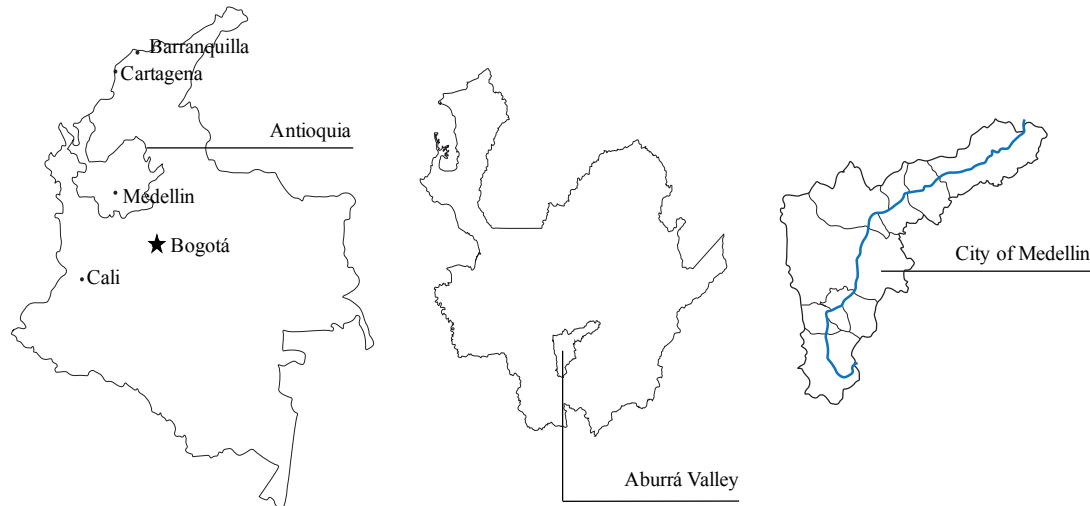 Barranquilla
Cartagena
Antioquia
Medellin
Bogotá
Cali
Aburrá Valley
City of Medellin